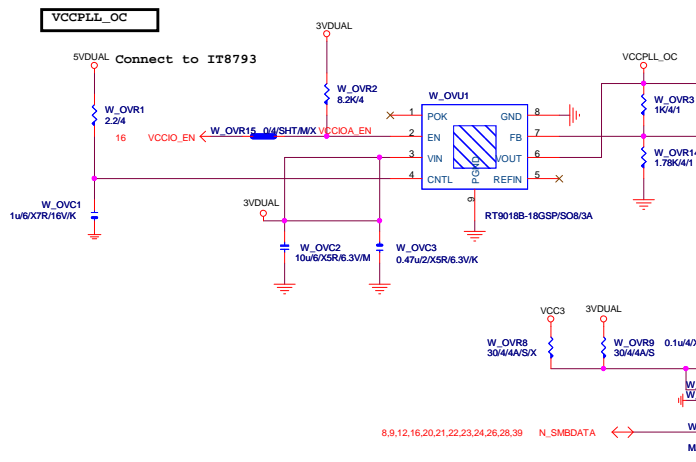 VCCPLL_OC
3VDUAL
5VDUAL
Connect to IT8793
VCCPLL_OC
W_OVR2
8.2K/4
W_OVU1
W_OVR1
2.2/4
W_OVR3
1K/4/1
1 POK GND 8
16 VCCIO_EN
W_OVR15 0/4/SHT/M/X
VCCIOA_EN
2 EN FB 7
3 VIN VOUT 6
W_OVR14
1.78K/4/1
4 CNTL REFIN 5
PGND
9
W_OVC1
1u/6/X7R/16V/K
3VDUAL
RT9018B-18GSP/SO8/3A
W_OVC2
10u/6/X5R/6.3V/M
W_OVC3
0.47u/2/X5R/6.3V/K
VCC3
3VDUAL
W_OVR8
30/4/4A/S/X
W_OVR9
30/4/4A/S
0.1u/4/X
W
W
8,9,12,16,20,21,22,23,24,26,28,39 N_SMBDATA
W
M